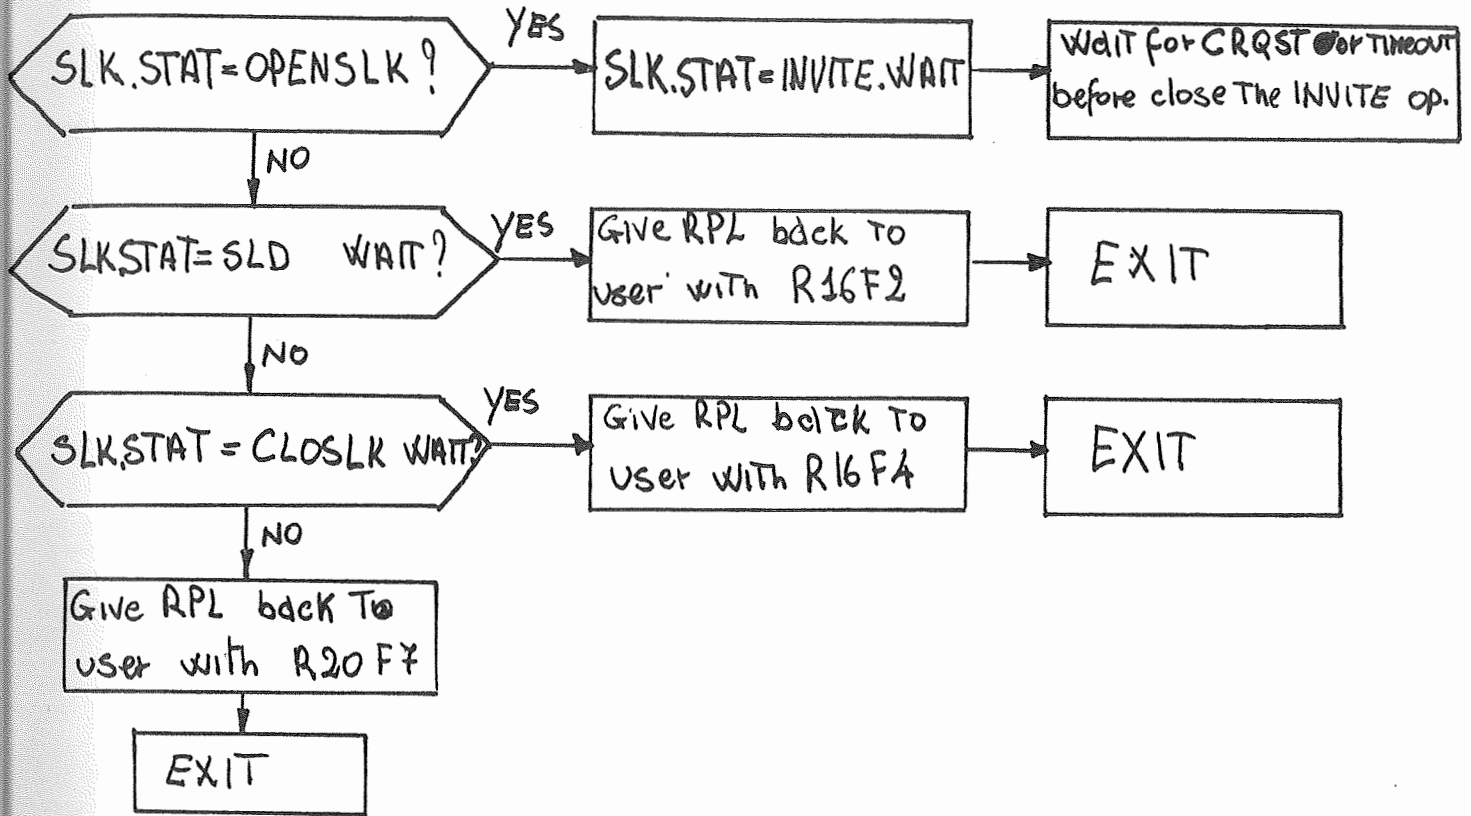 SLK.STAT=OPENSLK?
YES
SLK.STAT=INVITE.WAIT
Wait for CRQST or Timeout
before close The INVITE op.
NO
SLK.STAT=SLD WAIT?
YES
Give RPL back To
user with R16F2
EXIT
NO
SLK.STAT=CLOSLK WAIT?
YES
Give RPL back To
user with R16F4
EXIT
NO
Give RPL back To
user with R20F7
EXIT